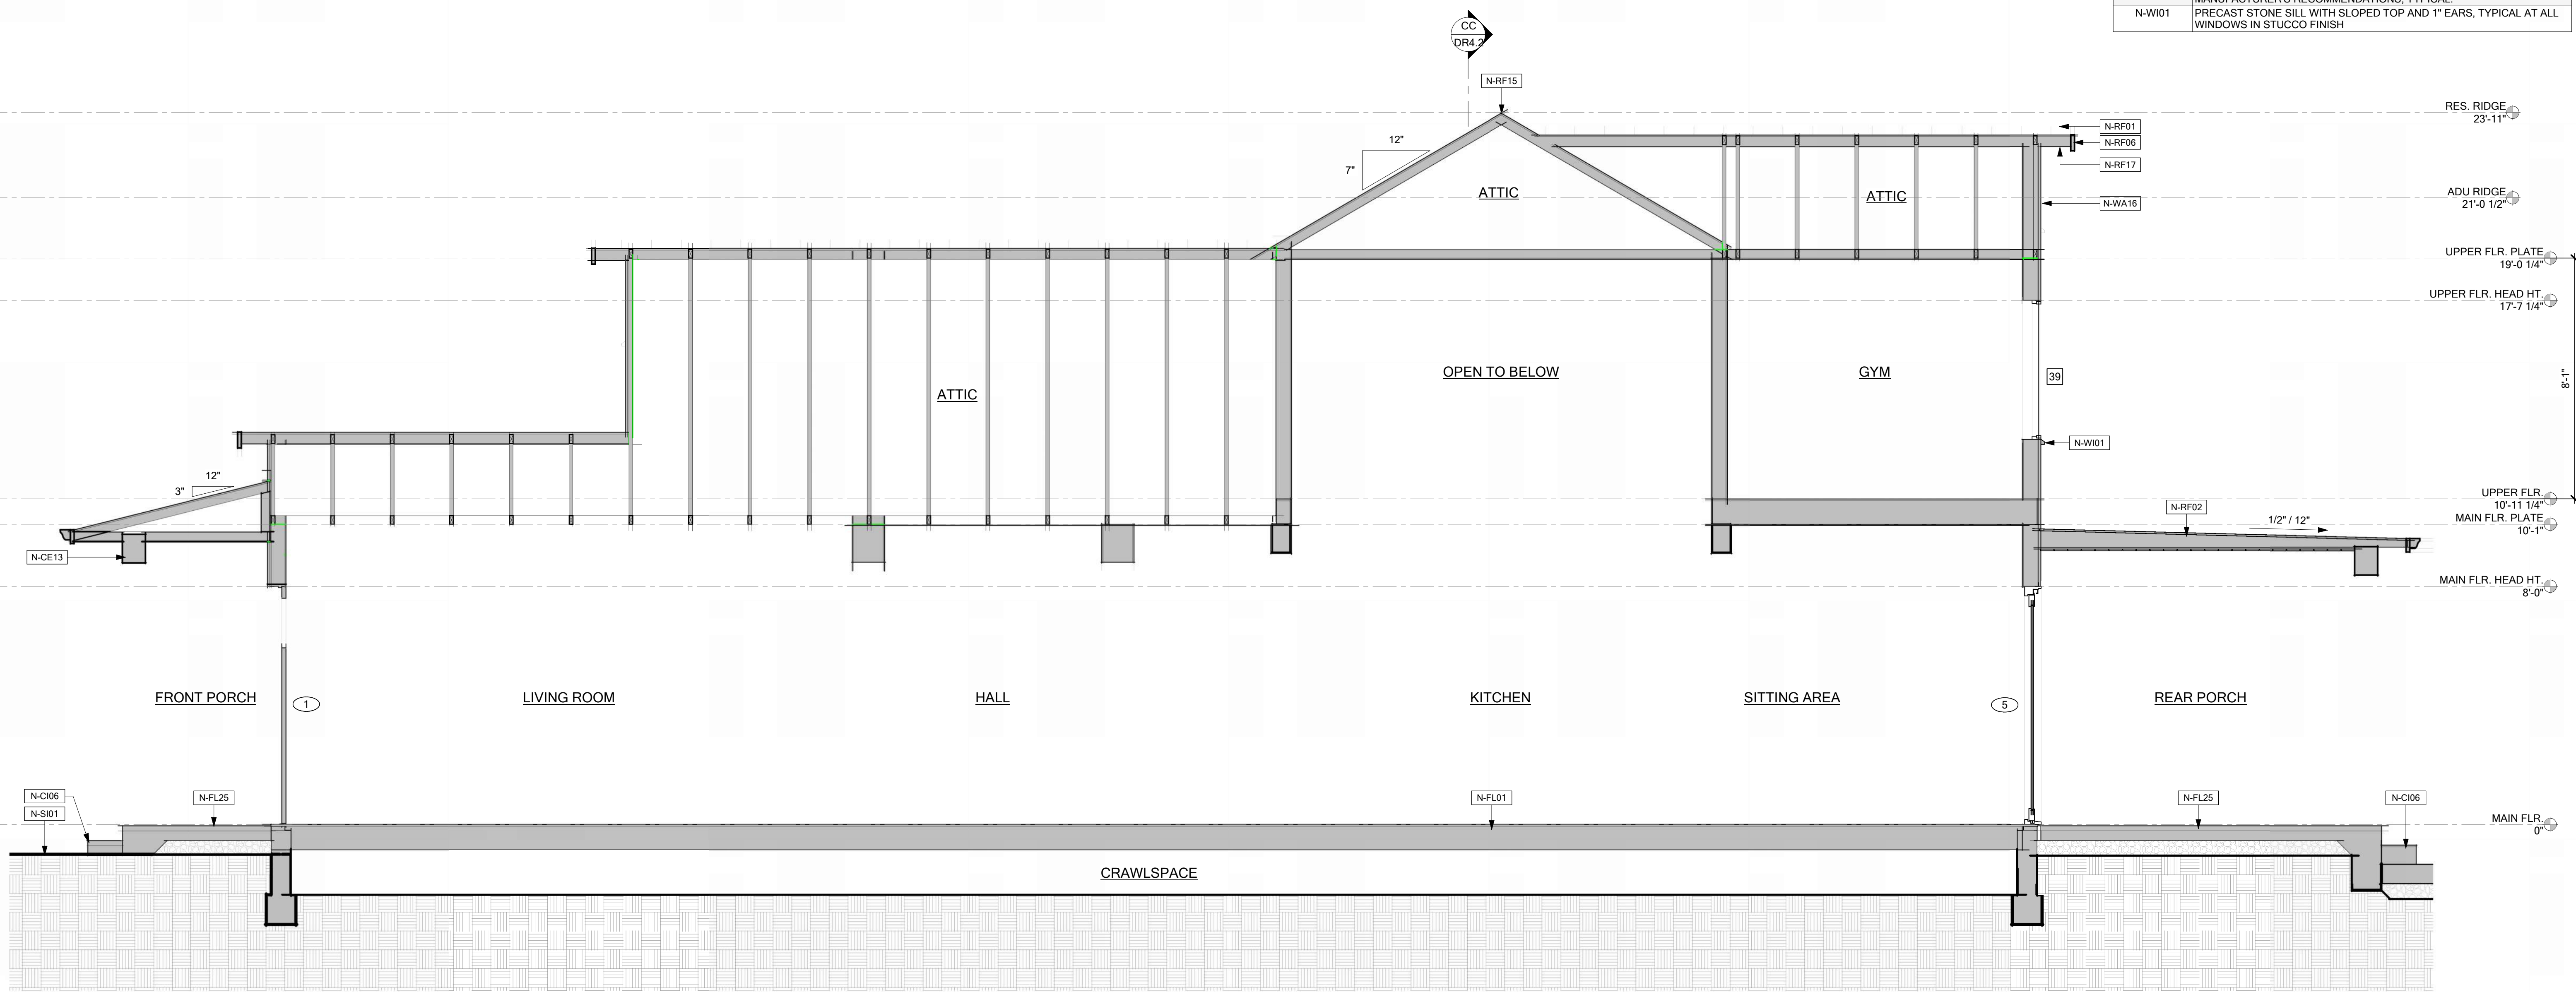 MANUFACTURER'S RECOMMENDATIONS, TYPICAL.
N-WI01 PRECAST STONE SILL WITH SLOPED TOP AND 1" EARS, TYPICAL AT ALL
WINDOWS IN STUCCO FINISH
CC
DR4.2
N-RF15
RES. RIDGE
23'-11"
N-RF01
N-RF06
N-RF17
12"
7"
ATTIC
ATTIC
ADU RIDGE
21'-0 1/2"
N-WA16
UPPER FLR. PLATE
19'-0 1/4"
UPPER FLR. HEAD HT.
17'-7 1/4"
OPEN TO BELOW
GYM
39
8'-1"
ATTIC
N-WI01
12"
3"
UPPER FLR.
10'-11 1/4"
N-RF02
1/2" / 12"
MAIN FLR. PLATE
10'-1"
N-CE13
MAIN FLR. HEAD HT.
8'-0"
FRONT PORCH
1
LIVING ROOM
HALL
KITCHEN
SITTING AREA
5
REAR PORCH
N-CI06
N-SI01
N-FL25
N-FL01
N-FL25
N-CI06
MAIN FLR.
0"
CRAWLSPACE